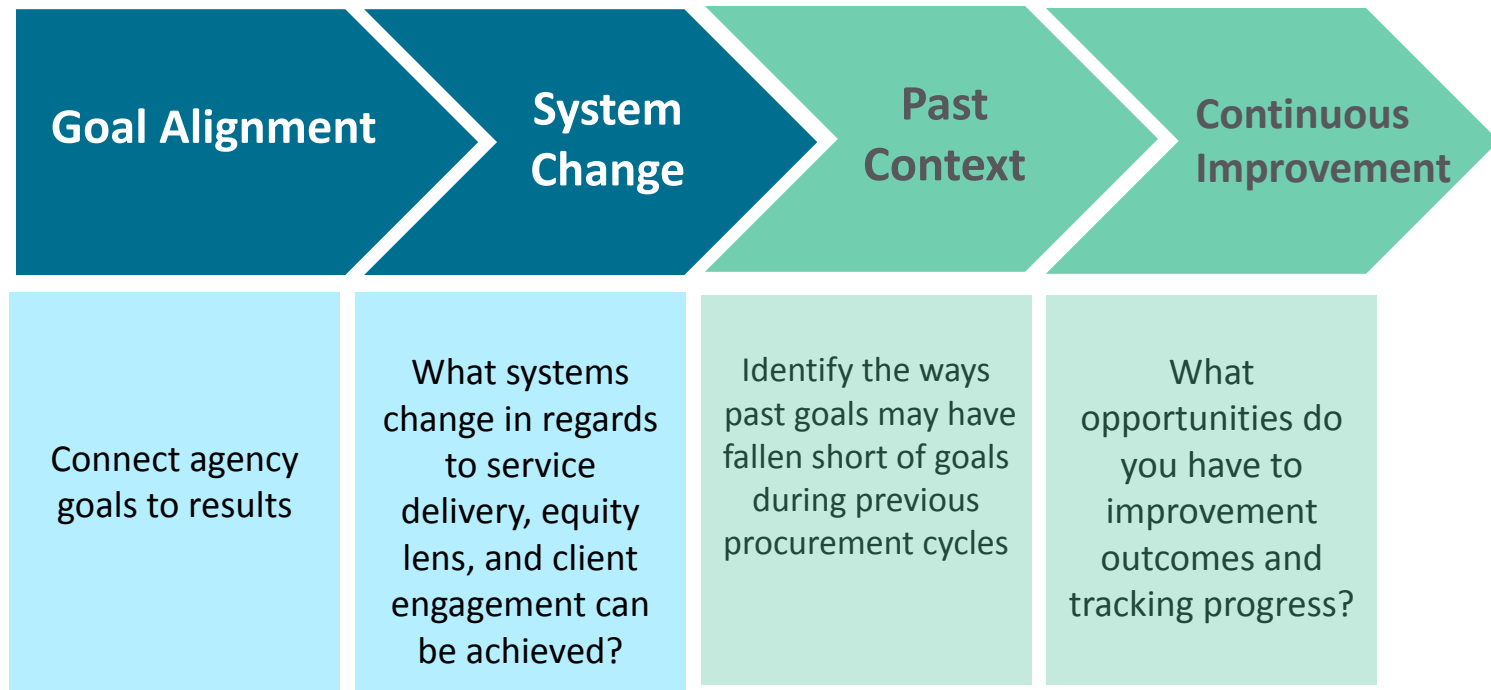 Goal Alignment
System
Change
Past
Context
Continuous
Improvement
Connect agency
goals to results
What systems
change in regards
to service
delivery, equity
lens, and client
engagement can
be achieved?
Identify the ways
past goals may have
fallen short of goals
during previous
procurement cycles
What
opportunities do
you have to
improvement
outcomes and
tracking progress?